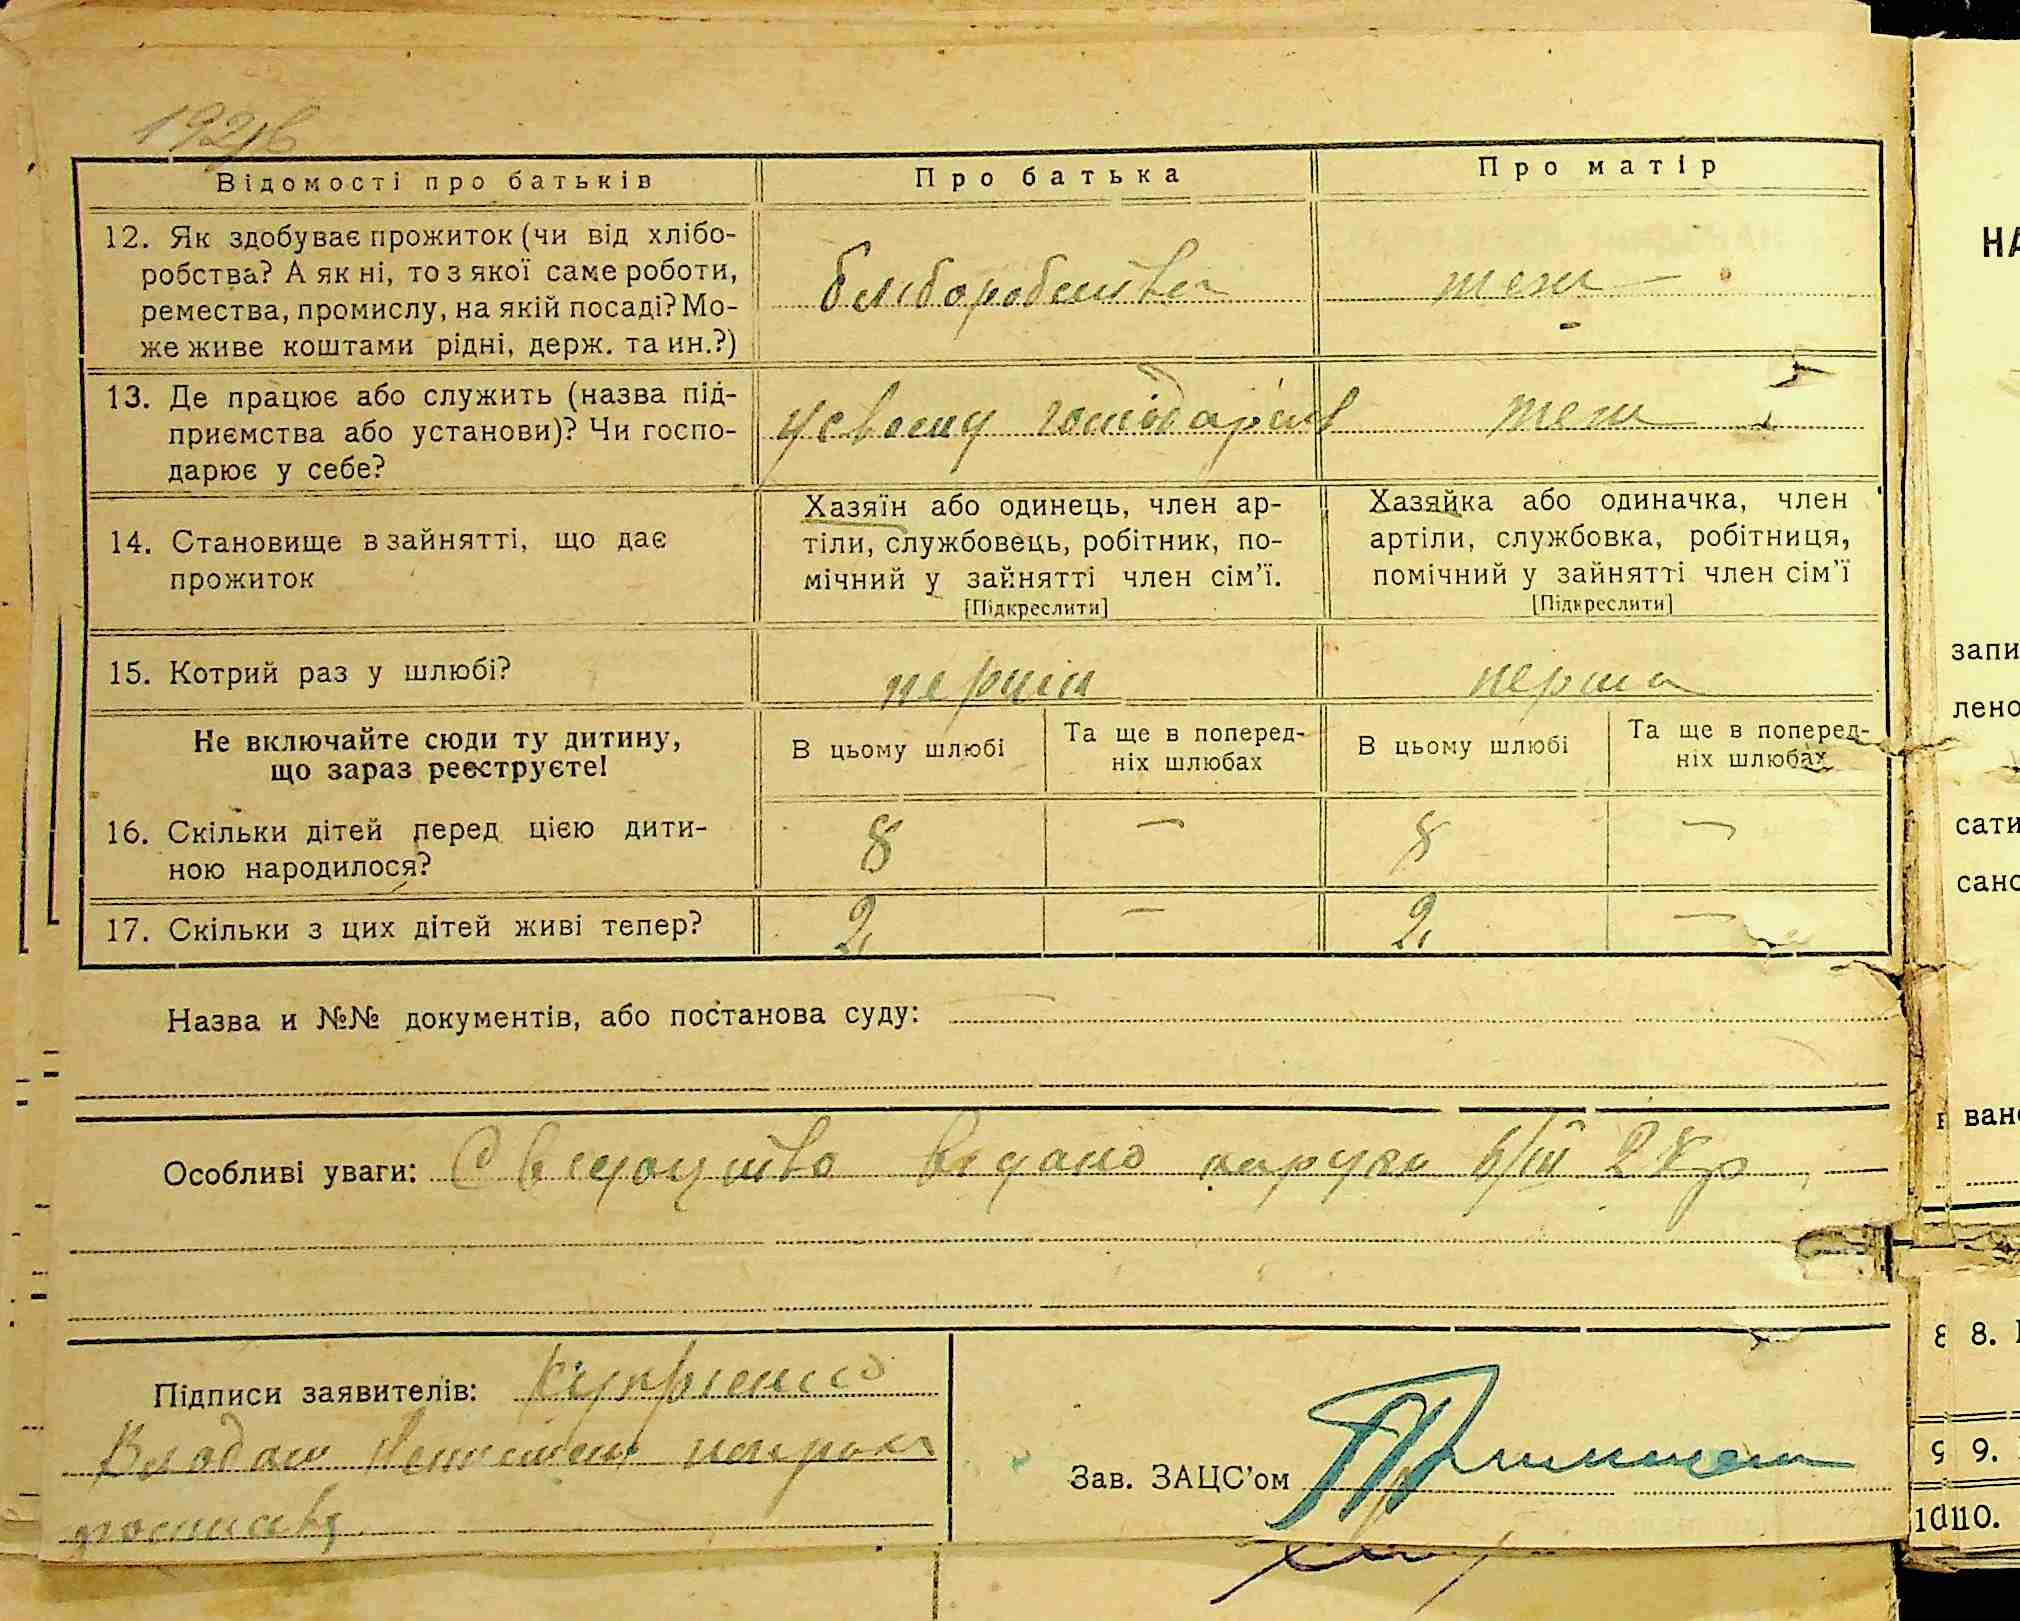 Відомості про батьків
Про батька
Про матір
12. Як здобуває прожиток (чи від хлібо-
робства? А як ні, то з якої саме роботи,
ремества, промислу, на якій посаді? Мо-
же живе коштами рідні, держ. та ин.?)
теж —
13. Де працює або служить (назва під-
приємства або установи)? Чи госпо-
дарює у себе?
у своєму
теж
14. Становище в зайнятті, що дає
прожиток
Хазяїн або одинець, член ар-
тіли, службовець, робітник, по-
мічний у зайнятті член сім'ї.
[Підкреслити]
Хазяйка або одиначка, член
артіли, службовка, робітниця,
помічний у зайнятті член сім'ї
[Підкреслити]
15. Котрий раз у шлюбі?
перший
перша
Не включайте сюди ту дитину,
що зараз реєструєте!
В цьому шлюбі
Та ще в поперед-
ніх шлюбах
В цьому шлюбі
Та ще в поперед-
ніх шлюбах
16. Скільки дітей перед цією дити-
ною народилося?
8
—
8
—
17. Скільки з цих дітей живі тепер?
2
—
2
—
Назва и №№ документів, або постанова суду:
Особливі уваги: видано на руки
Підписи заявителів:
Зав. ЗАЦС'ом
НА
запи
лено
сати
сано
ван
8 8.
9 9.
10.